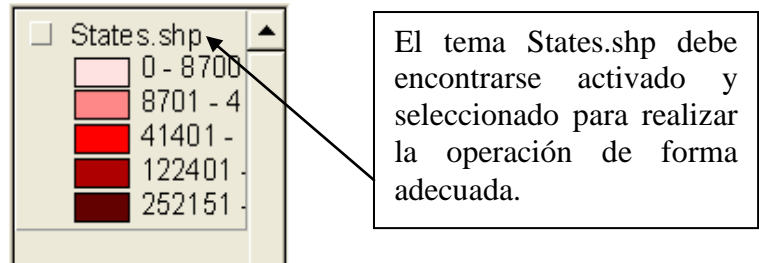 States.shp
0 - 8700
8701 - 4
41401 -
122401 -
252151 -
El tema States.shp debe
encontrarse activado y
seleccionado para realizar
la operación de forma
adecuada.